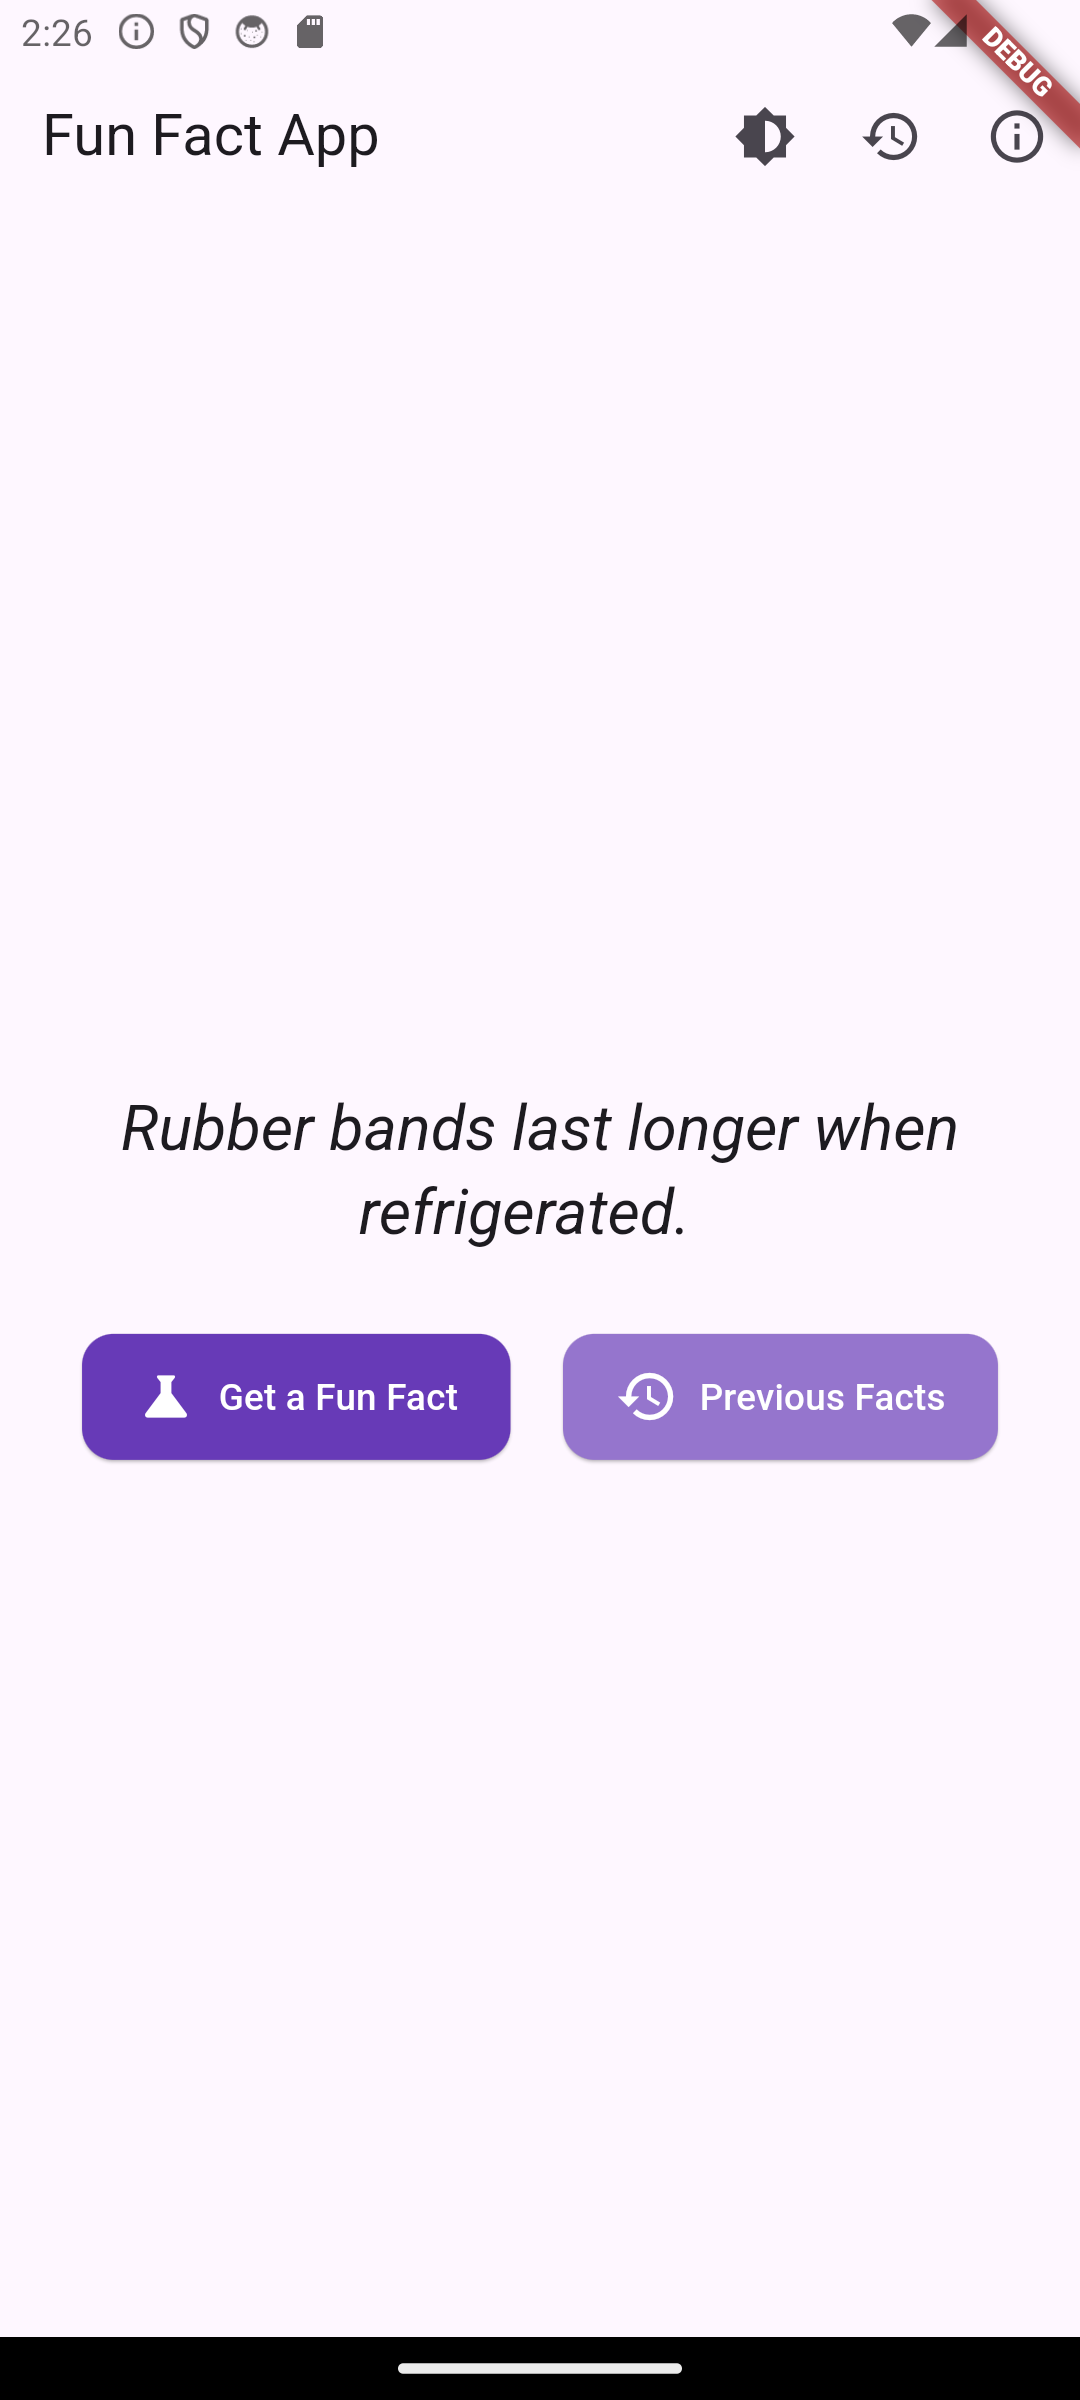 2:26
DEBUG
Fun Fact App
Rubber bands last longer when
refrigerated.
Get a Fun Fact
Previous Facts